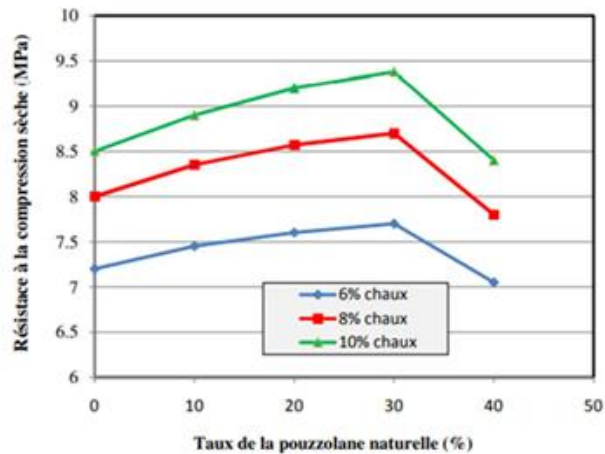 10
9.5
9
8.5
8
7.5
7
6.5
6
Résistace à la compression sèche (MPa)
6% chaux
8% chaux
10% chaux
0 10 20 30 40 50
Taux de la pouzzolane naturelle (%)